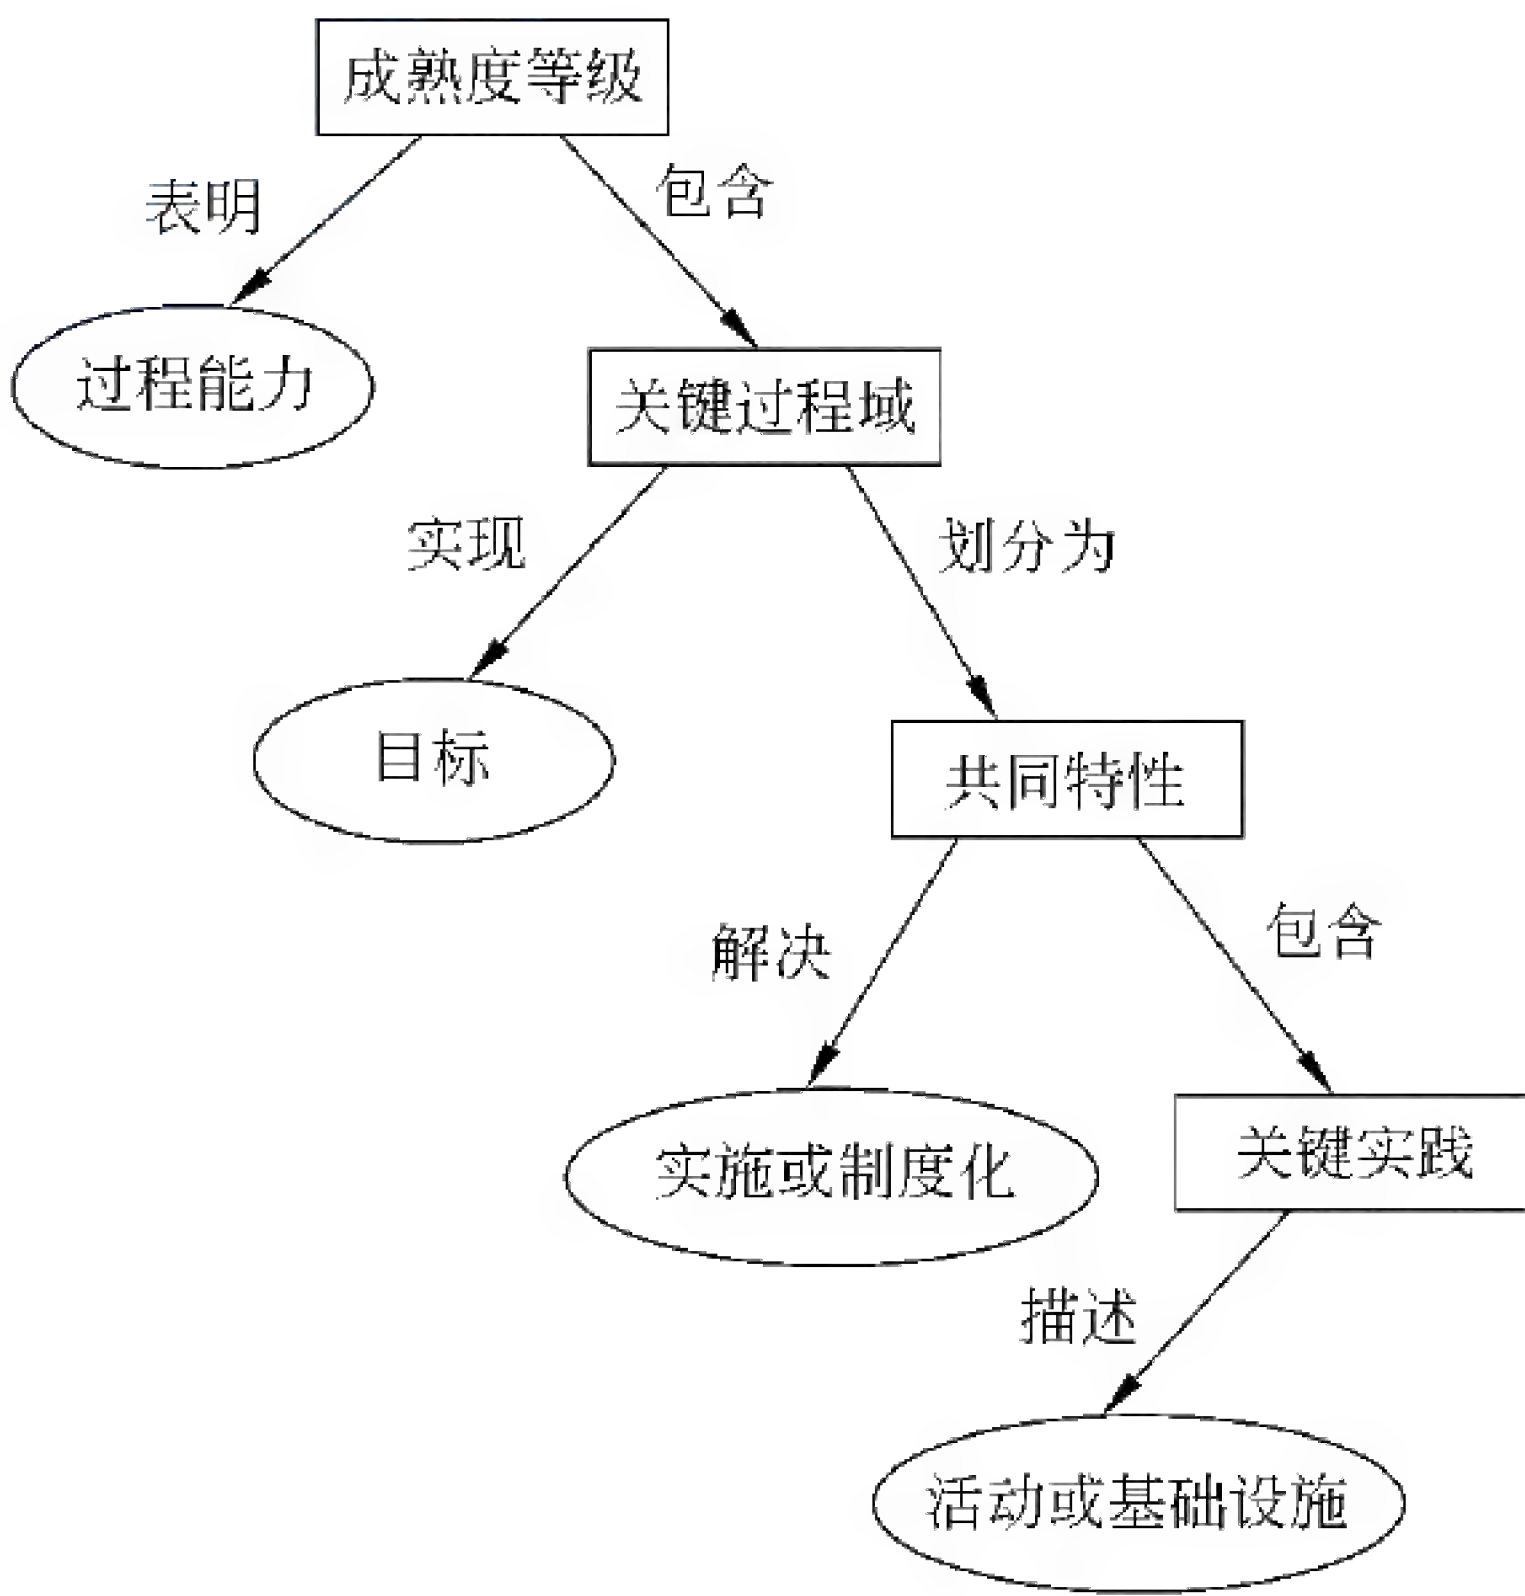 成熟度等级
表明
包含
过程能力
关键过程域
实现
划分为
目标
共同特性
解决
包含
实施或制度化
关键实践
描述
活动或基础设施